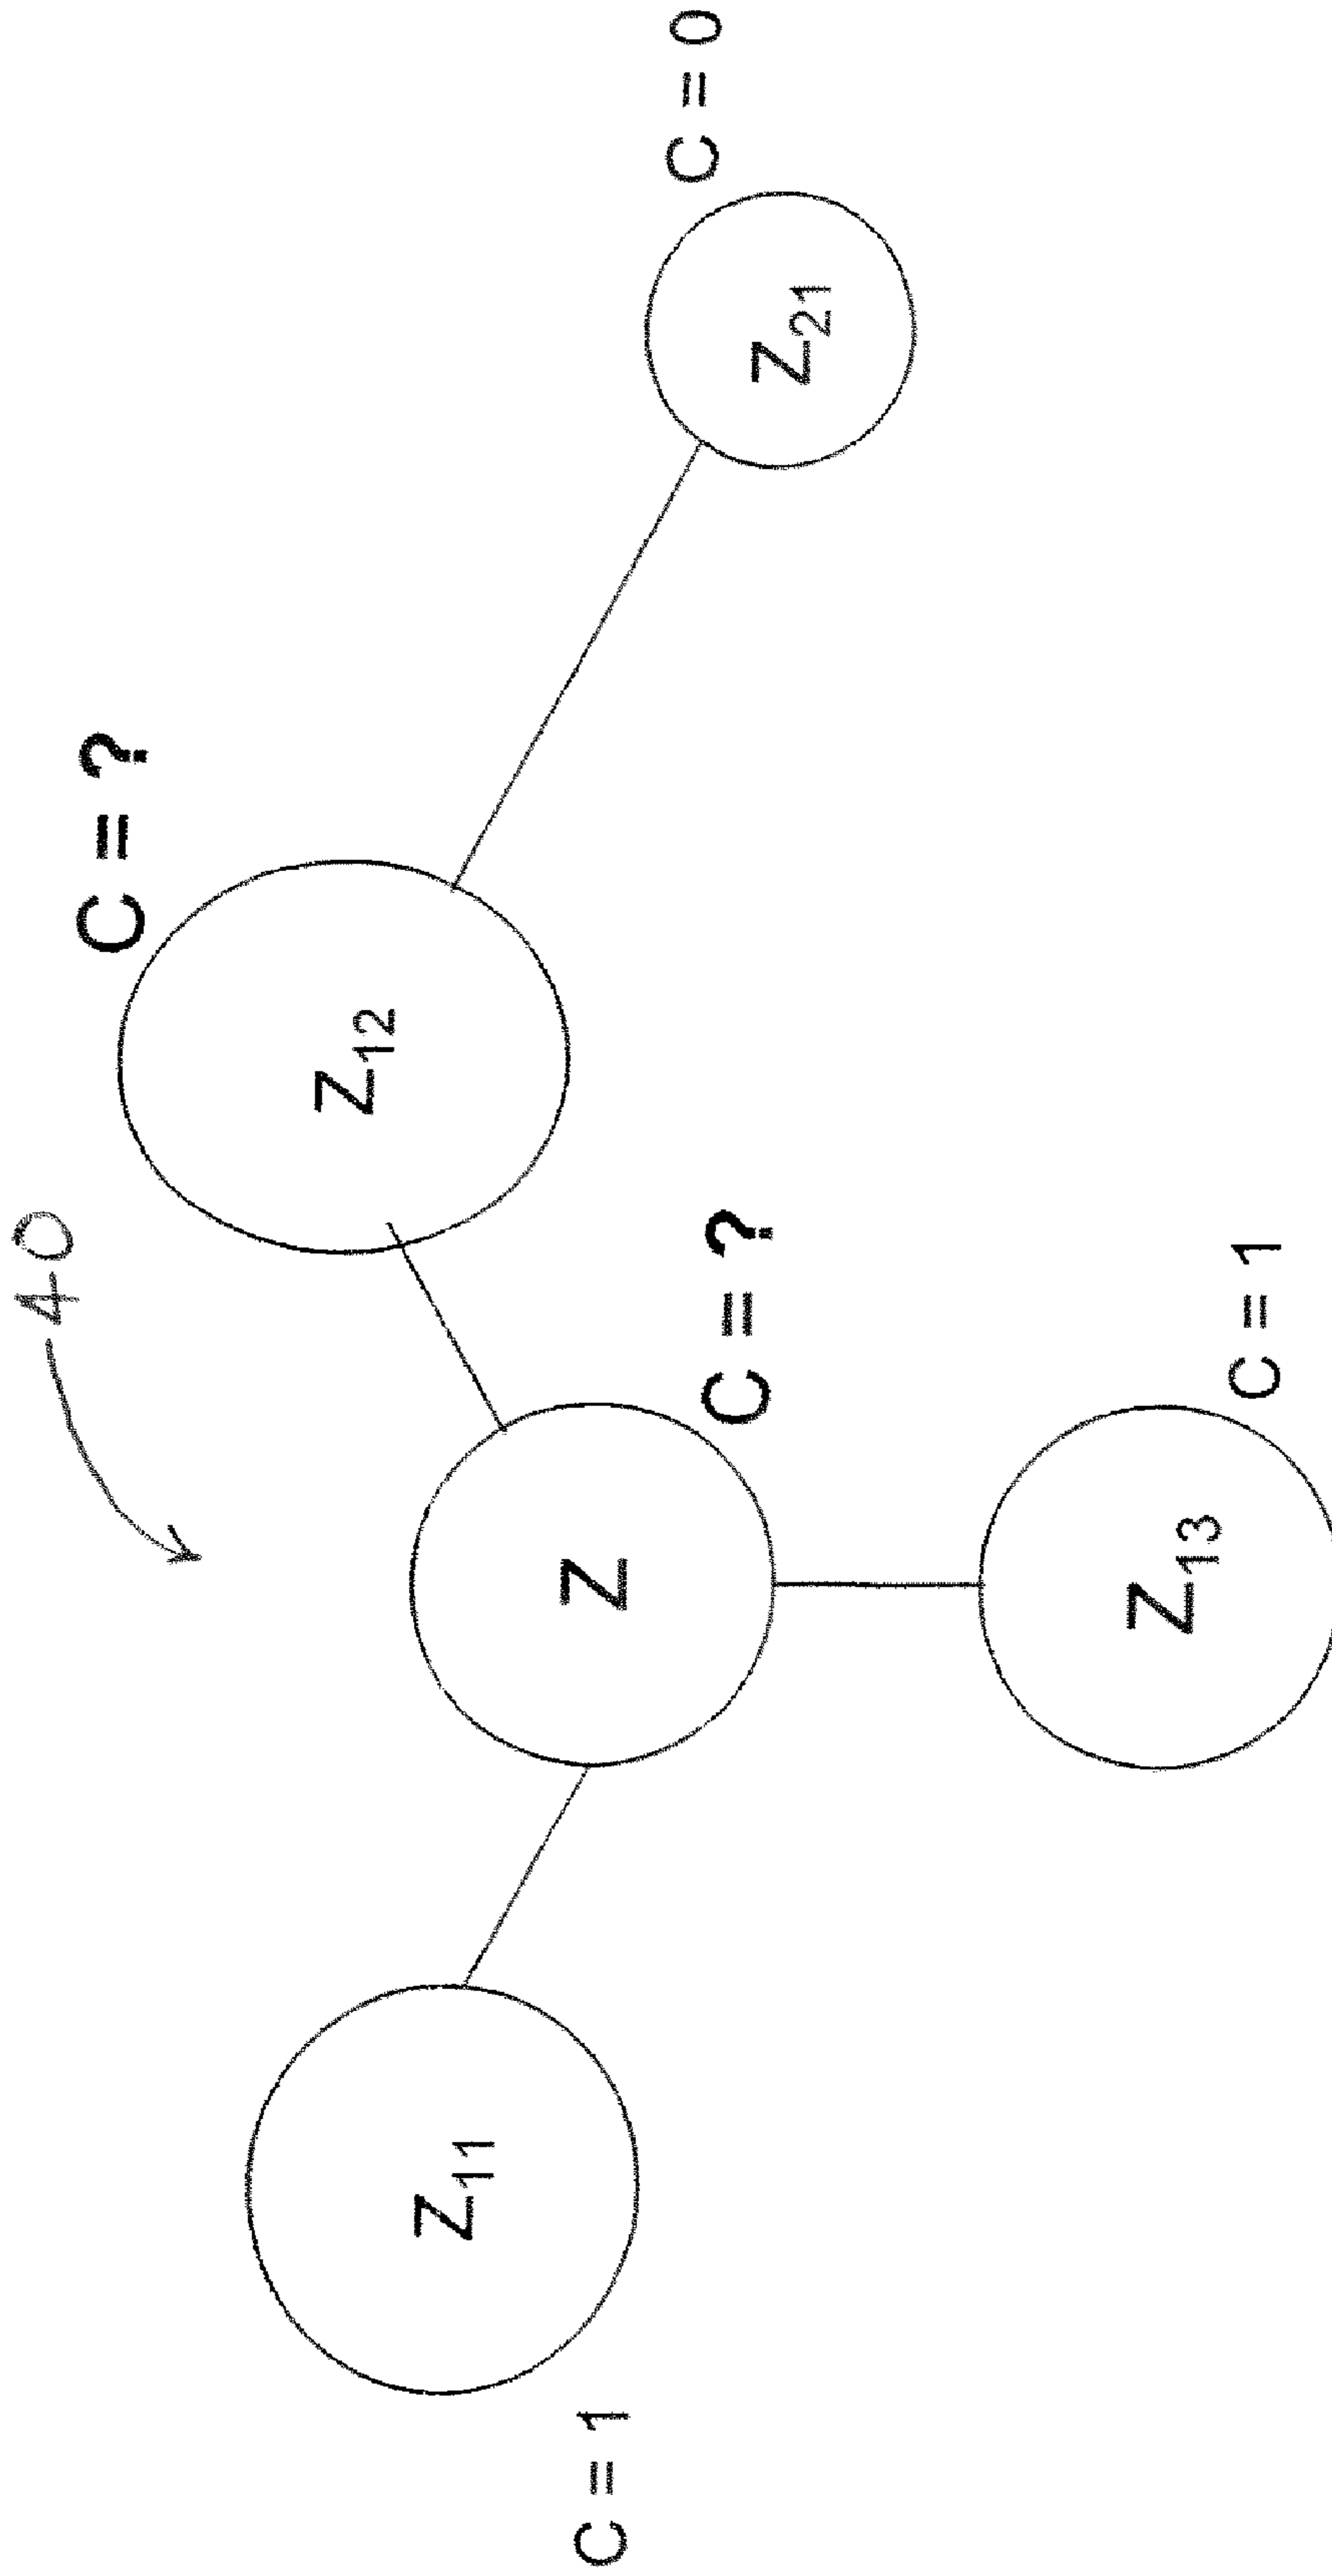 40
C = ?
Z12
Z11
Z
C = 1
C = 0
C = ?
Z21
Z13
C = 1